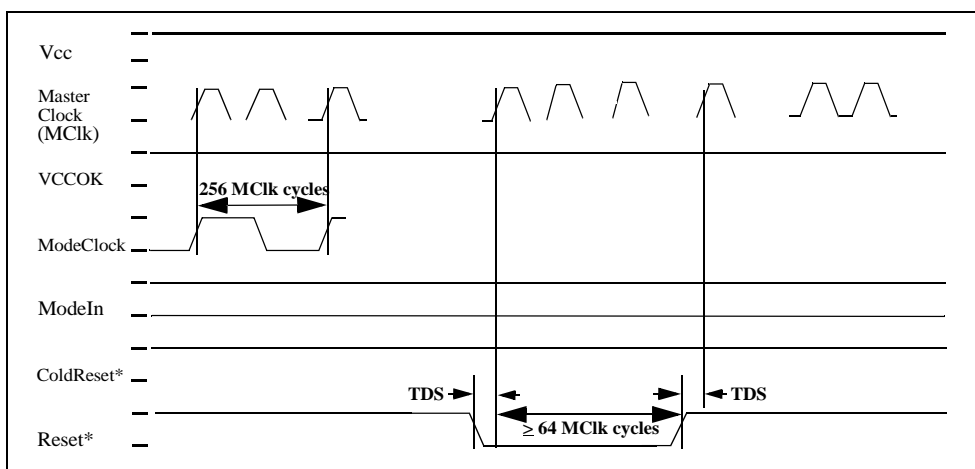 Vcc
Master
Clock
(MClk)
VCCOK
256 MClk cycles
ModeClock
ModeIn
ColdReset*
TDS
TDS
≥ 64 MClk cycles
Reset*